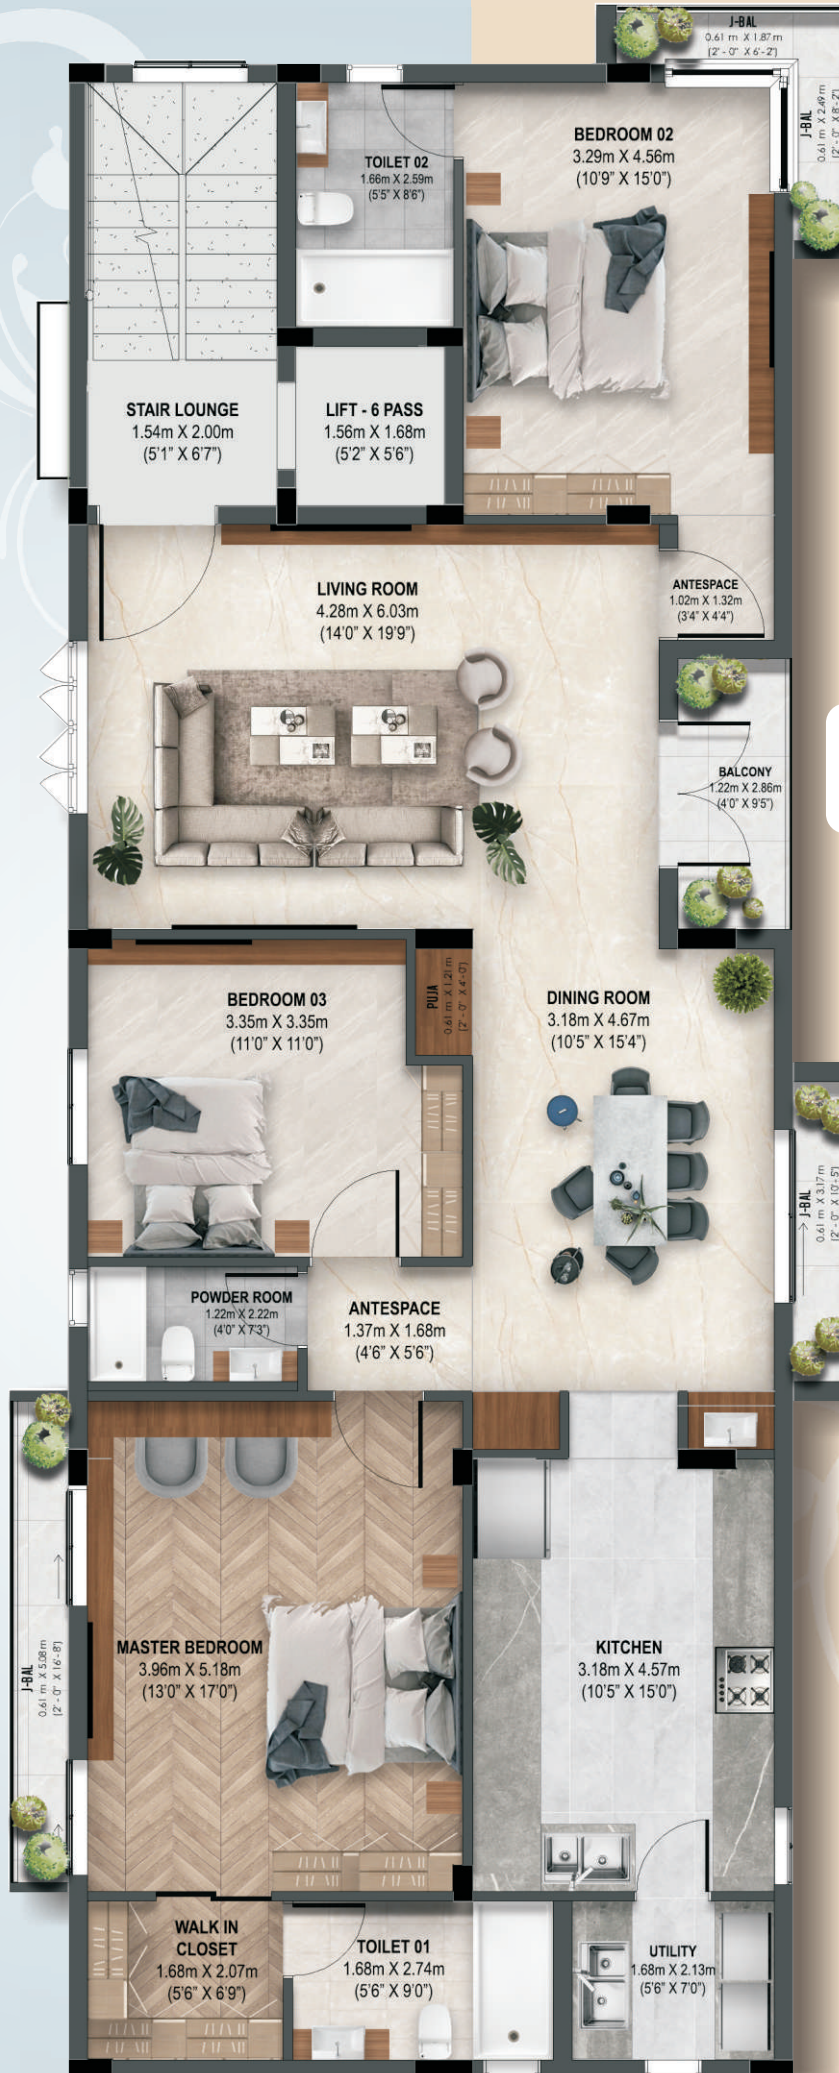 J-BAL
0.61 m X 1.87 m
(2'- 0" X 6'- 2")
J-BAL
0.61 m X 2.49 m
(2'- 0" X 8'- 2")
BEDROOM 02
3.29m X 4.56m
(10'9" X 15'0")
TOILET 02
1.66m X 2.59m
(5'5" X 8'6")
STAIR LOUNGE
1.54m X 2.00m
(5'1" X 6'7")
LIFT - 6 PASS
1.56m X 1.68m
(5'2" X 5'6")
LIVING ROOM
4.28m X 6.03m
(14'0" X 19'9")
ANTESPACE
1.02m X 1.32m
(3'4" X 4'4")
BALCONY
1.22m X 2.86m
(4'0" X 9'5")
BEDROOM 03
3.35m X 3.35m
(11'0" X 11'0")
PUJA
0.61 m X 1.21 m
(2'- 0" X 4'- 0")
DINING ROOM
3.18m X 4.67m
(10'5" X 15'4")
J-BAL
0.61 m X 3.17 m
(2'- 0" X 10'- 5")
POWDER ROOM
1.22m X 2.22m
(4'0" X 7'3")
ANTESPACE
1.37m X 1.68m
(4'6" X 5'6")
J-BAL
0.61 m X 5.08 m
(2'- 0" X 16'- 8")
MASTER BEDROOM
3.96m X 5.18m
(13'0" X 17'0")
KITCHEN
3.18m X 4.57m
(10'5" X 15'0")
WALK IN
CLOSET
1.68m X 2.07m
(5'6" X 6'9")
TOILET 01
1.68m X 2.74m
(5'6" X 9'0")
UTILITY
1.68m X 2.13m
(5'6" X 7'0")